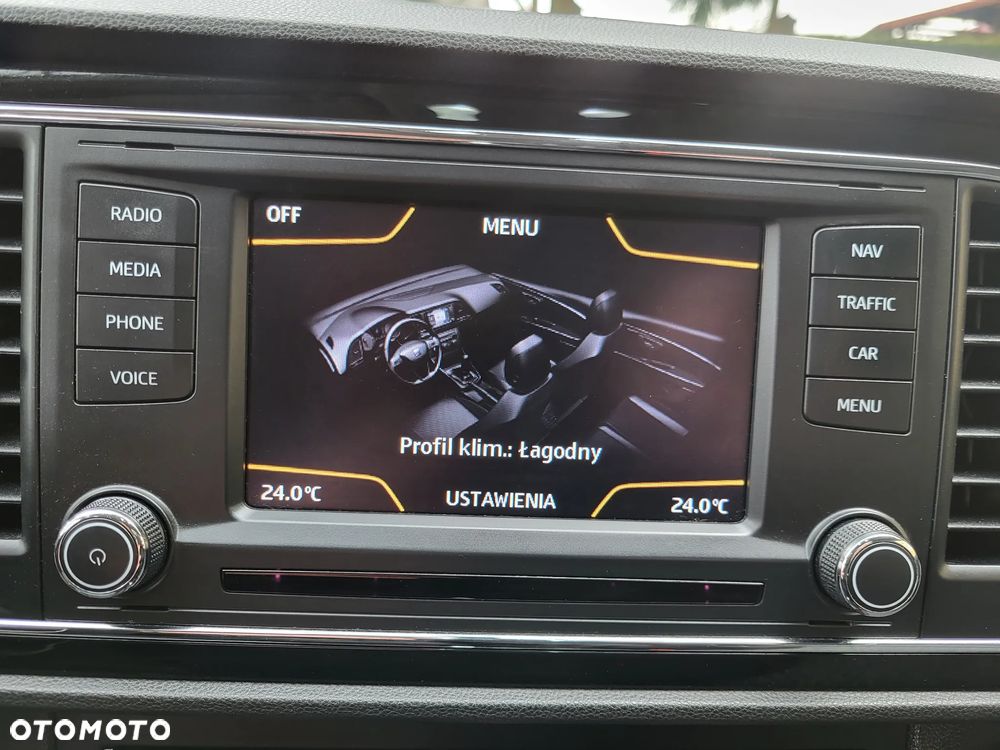 RADIO
MEDIA
PHONE
VOICE
OFF
MENU
Profil klim.: Łagodny
24.0°C
USTAWIENIA
24.0°C
NAV
TRAFFIC
CAR
MENU
OTOMOTO